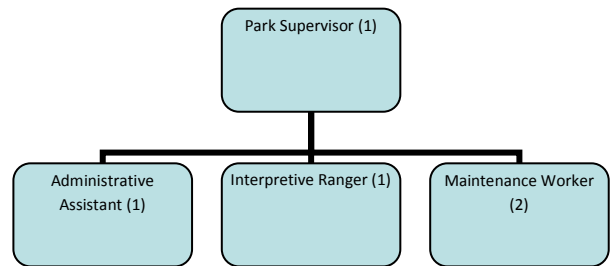 Park Supervisor (1)
Administrative
Assistant (1)
Interpretive Ranger (1)
Maintenance Worker
(2)